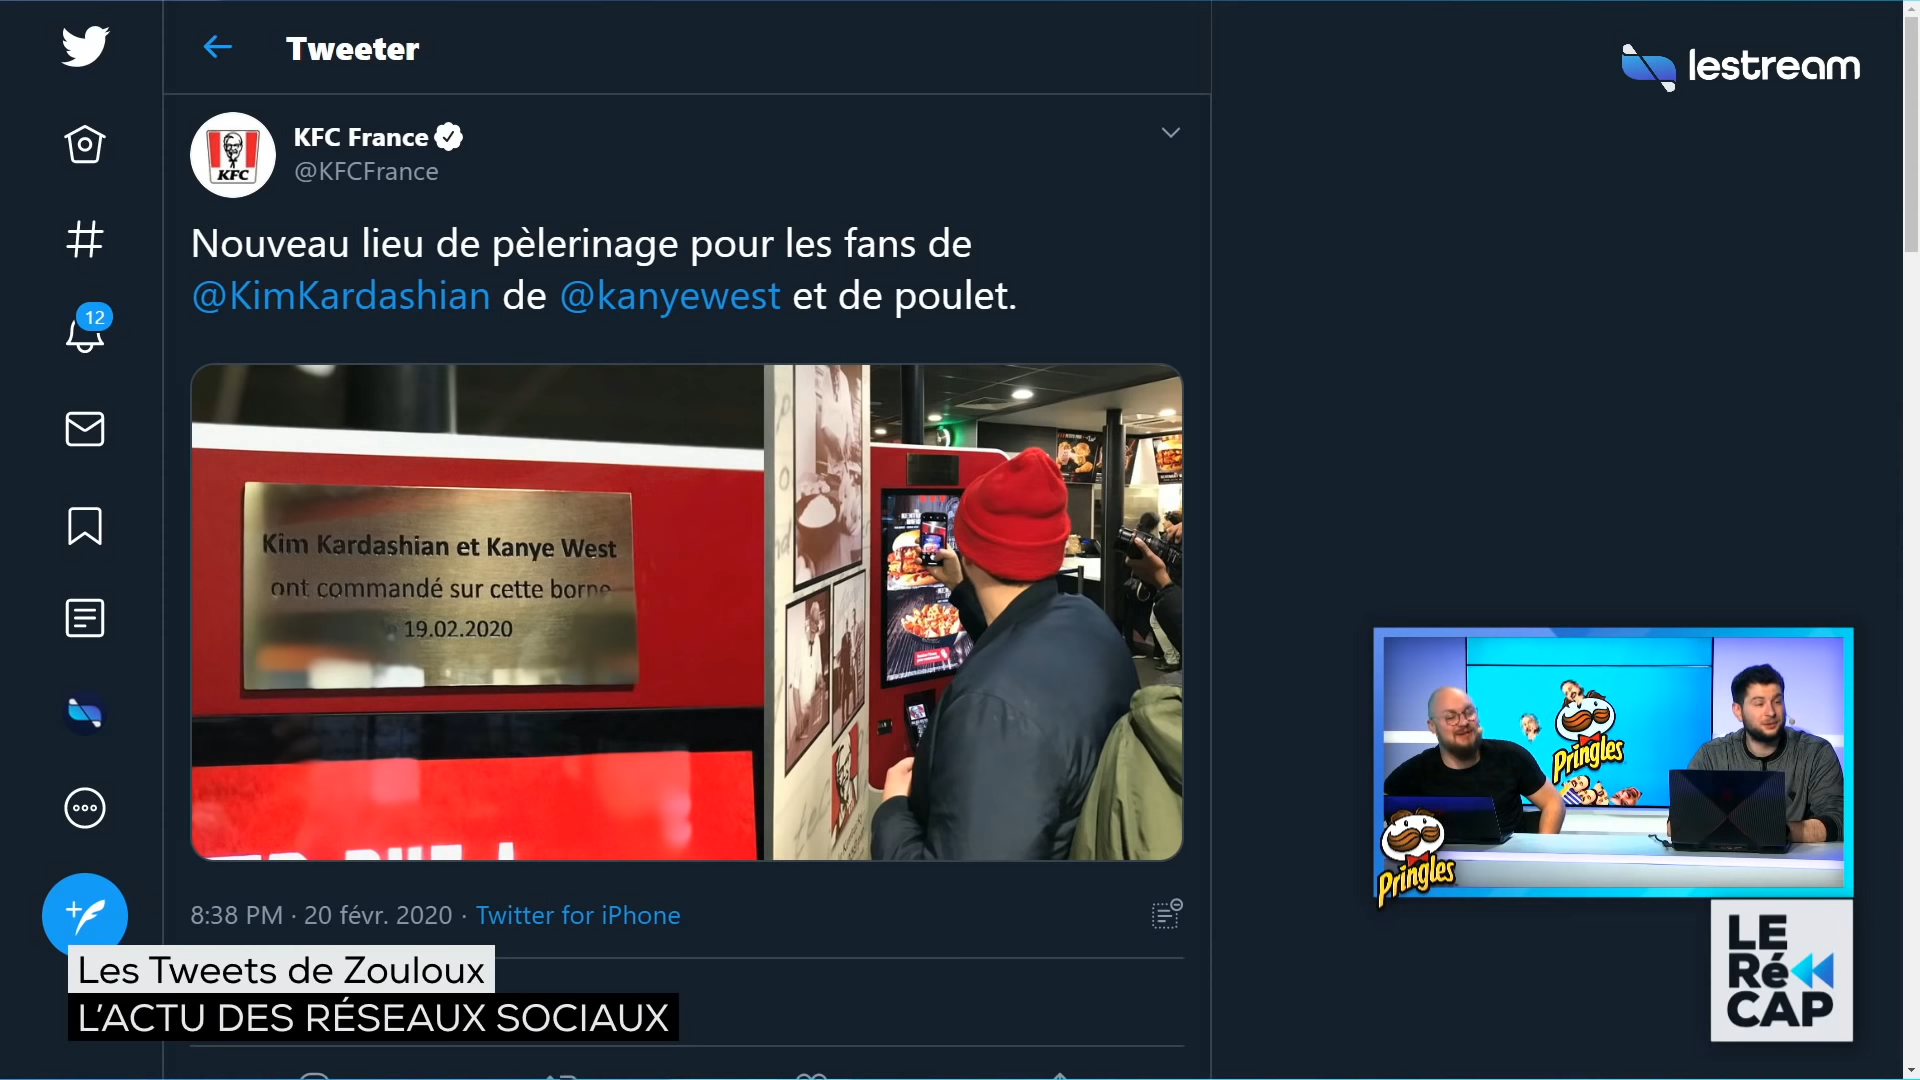 Tweeter
lestream
KFC France
@KFCFrance
KFC
Nouveau lieu de pèlerinage pour les fans de
@KimKardashian de @kanyewest et de poulet.
12
Kim Kardashian et Kanye West
ont commandé sur cette borne
19.02.2020
Pringles
Pringles
8:38 PM · 20 févr. 2020 · Twitter for iPhone
Les Tweets de Zouloux
L'ACTU DES RÉSEAUX SOCIAUX
LE
Ré
CAP